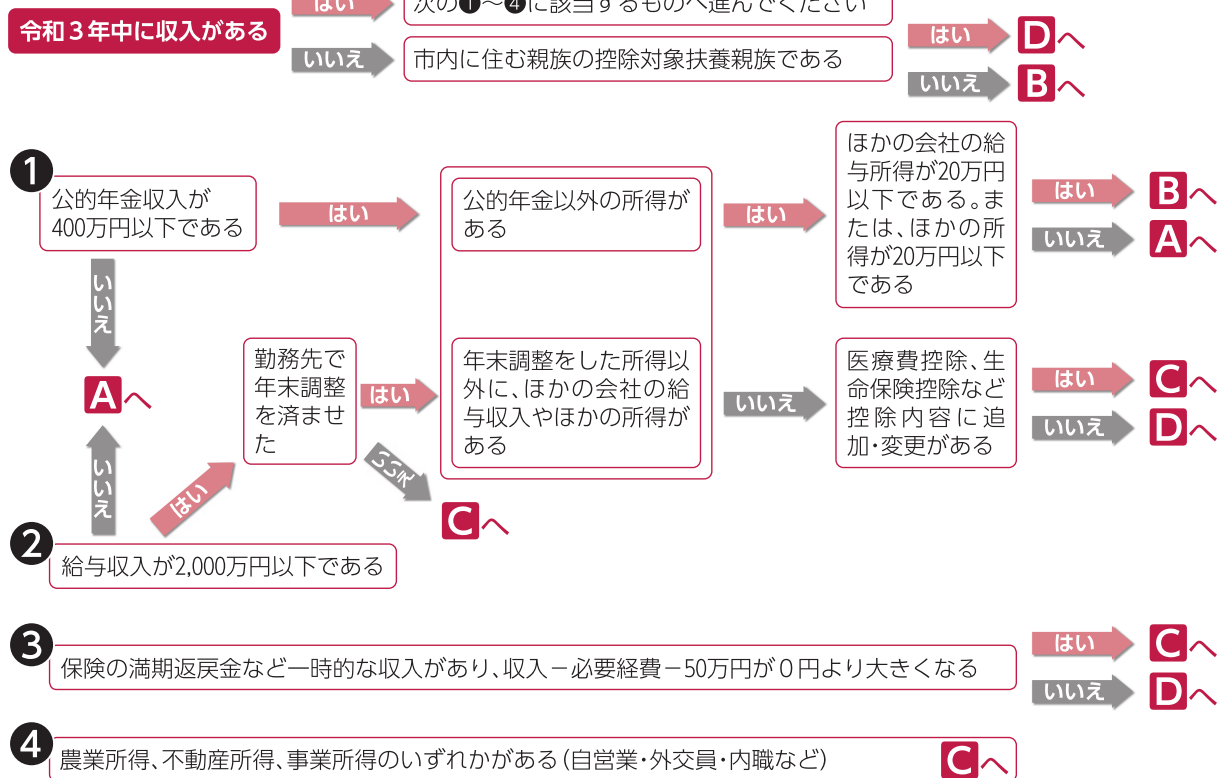 はい
次の❶~❹に該当するものへ進んでください
令和3年中に収入がある
いいえ
市内に住む親族の控除対象扶養親族である
はい
Dへ
いいえ
Bへ
❶
公的年金収入が
400万円以下である
はい
公的年金以外の所得が
ある
はい
ほかの会社の給
与所得が20万円
以下である。ま
たは、ほかの所
得が20万円以下
である
はい
Bへ
いいえ
Aへ
いいえ
Aへ
いいえ
はい
勤務先で
年末調整
を済ませ
た
はい
いいえ
Cへ
年末調整をした所得以
外に、ほかの会社の給
与収入やほかの所得が
ある
いいえ
医療費控除、生
命保険控除など
控除内容に追
加・変更がある
はい
Cへ
いいえ
Dへ
❷
給与収入が2,000万円以下である
❸
保険の満期返戻金など一時的な収入があり、収入-必要経費-50万円が0円より大きくなる
はい
Cへ
いいえ
Dへ
❹
農業所得、不動産所得、事業所得のいずれかがある(自営業・外交員・内職など)
Cへ